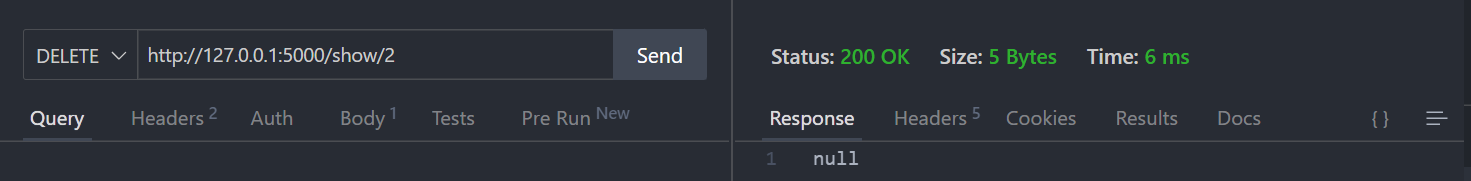 DELETE http://127.0.0.1:5000/show/2 Send
Query Headers 2 Auth Body 1 Tests Pre Run New
Status: 200 OK Size: 5 Bytes Time: 6 ms
Response Headers 5 Cookies Results Docs { }
1 null